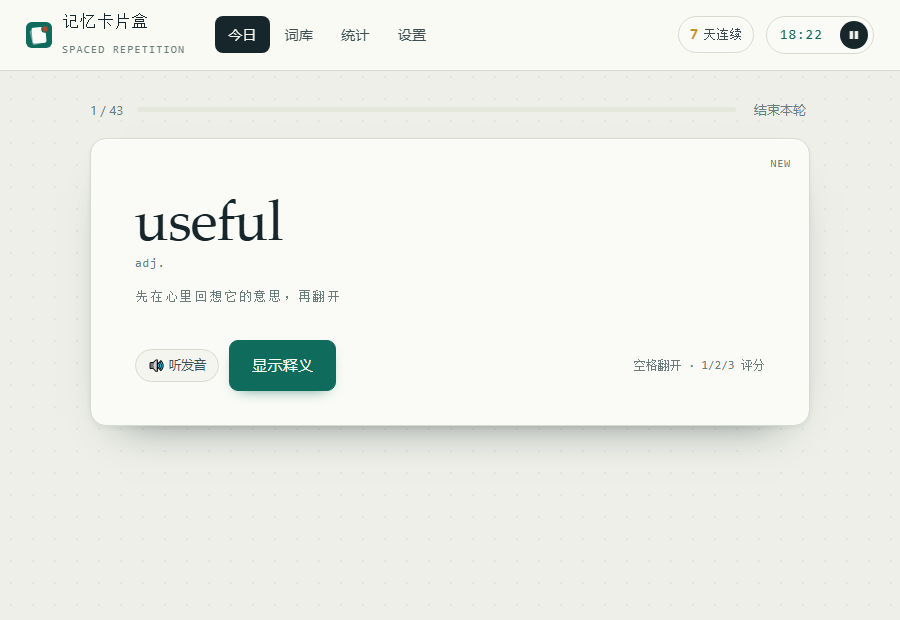 记忆卡片盒
SPACED REPETITION
今日 词库 统计 设置
7 天连续
18:22
1 / 43
结束本轮
NEW
useful
adj.
先在心里回想它的意思，再翻开
听发音
显示释义
空格翻开 · 1/2/3 评分